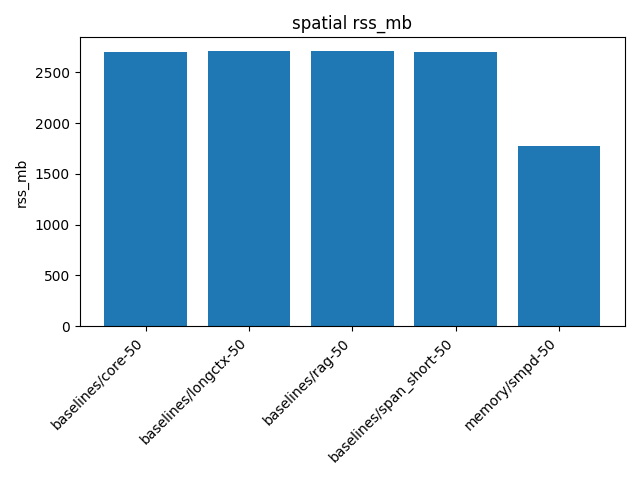 spatial rss_mb
rss_mb
2500
2000
1500
1000
500
0
baselines/core-50
baselines/longctx-50
baselines/rag-50
baselines/span_short-50
memory/smpd-50